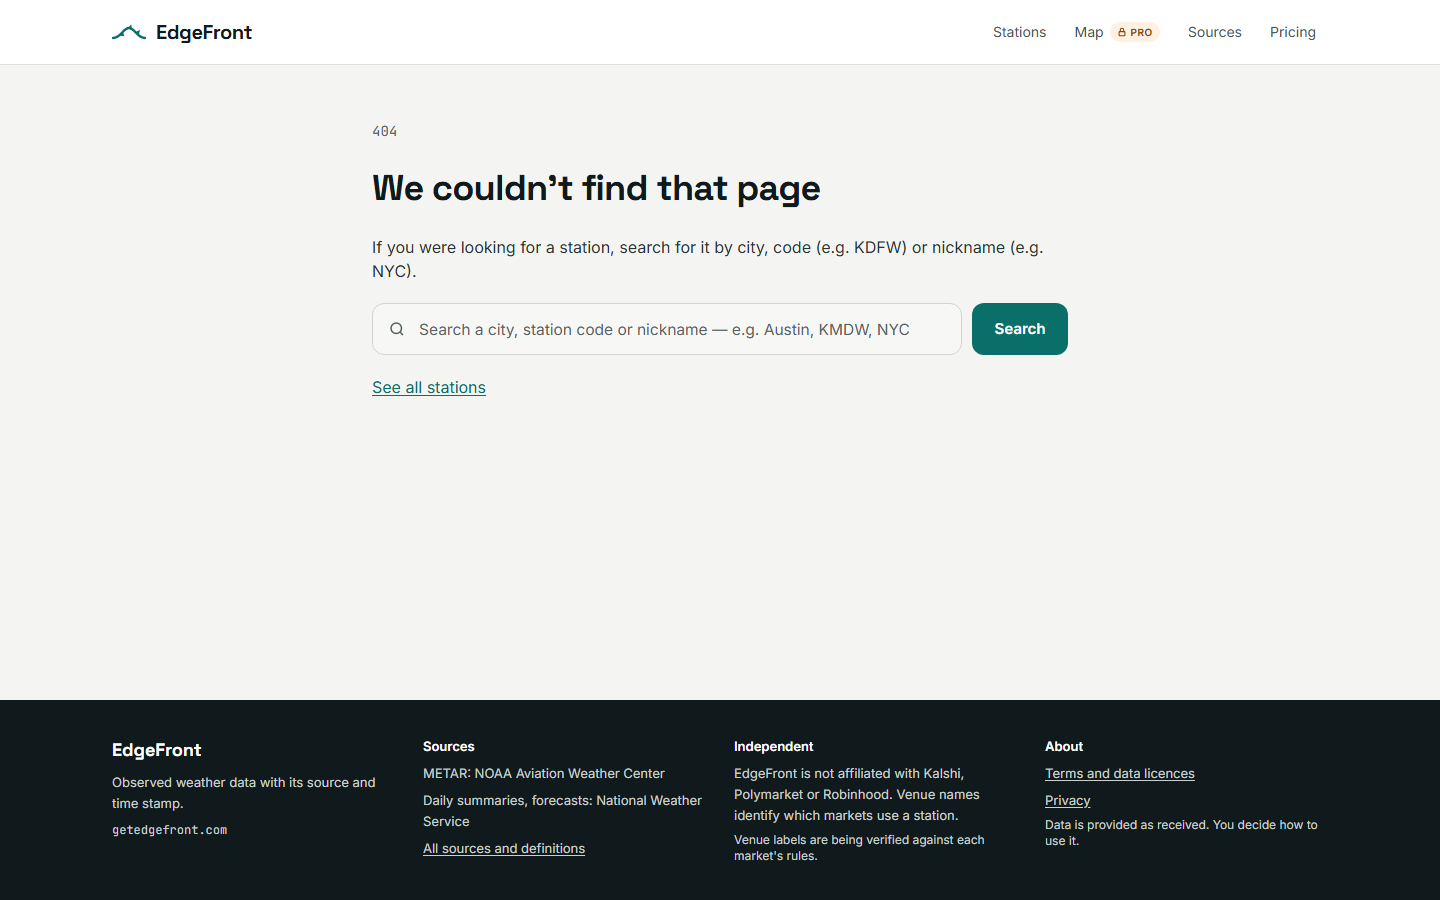 EdgeFront
Stations
Map
PRO
Sources
Pricing
404
We couldn’t find that page
If you were looking for a station, search for it by city, code (e.g. KDFW) or nickname (e.g.
NYC).
Search a city, station code or nickname — e.g. Austin, KMDW, NYC
Search
See all stations
EdgeFront
Observed weather data with its source and
time stamp.
getedgefront.com
Sources
METAR: NOAA Aviation Weather Center
Daily summaries, forecasts: National Weather
Service
All sources and definitions
Independent
EdgeFront is not affiliated with Kalshi,
Polymarket or Robinhood. Venue names
identify which markets use a station.
Venue labels are being verified against each
market's rules.
About
Terms and data licences
Privacy
Data is provided as received. You decide how to
use it.